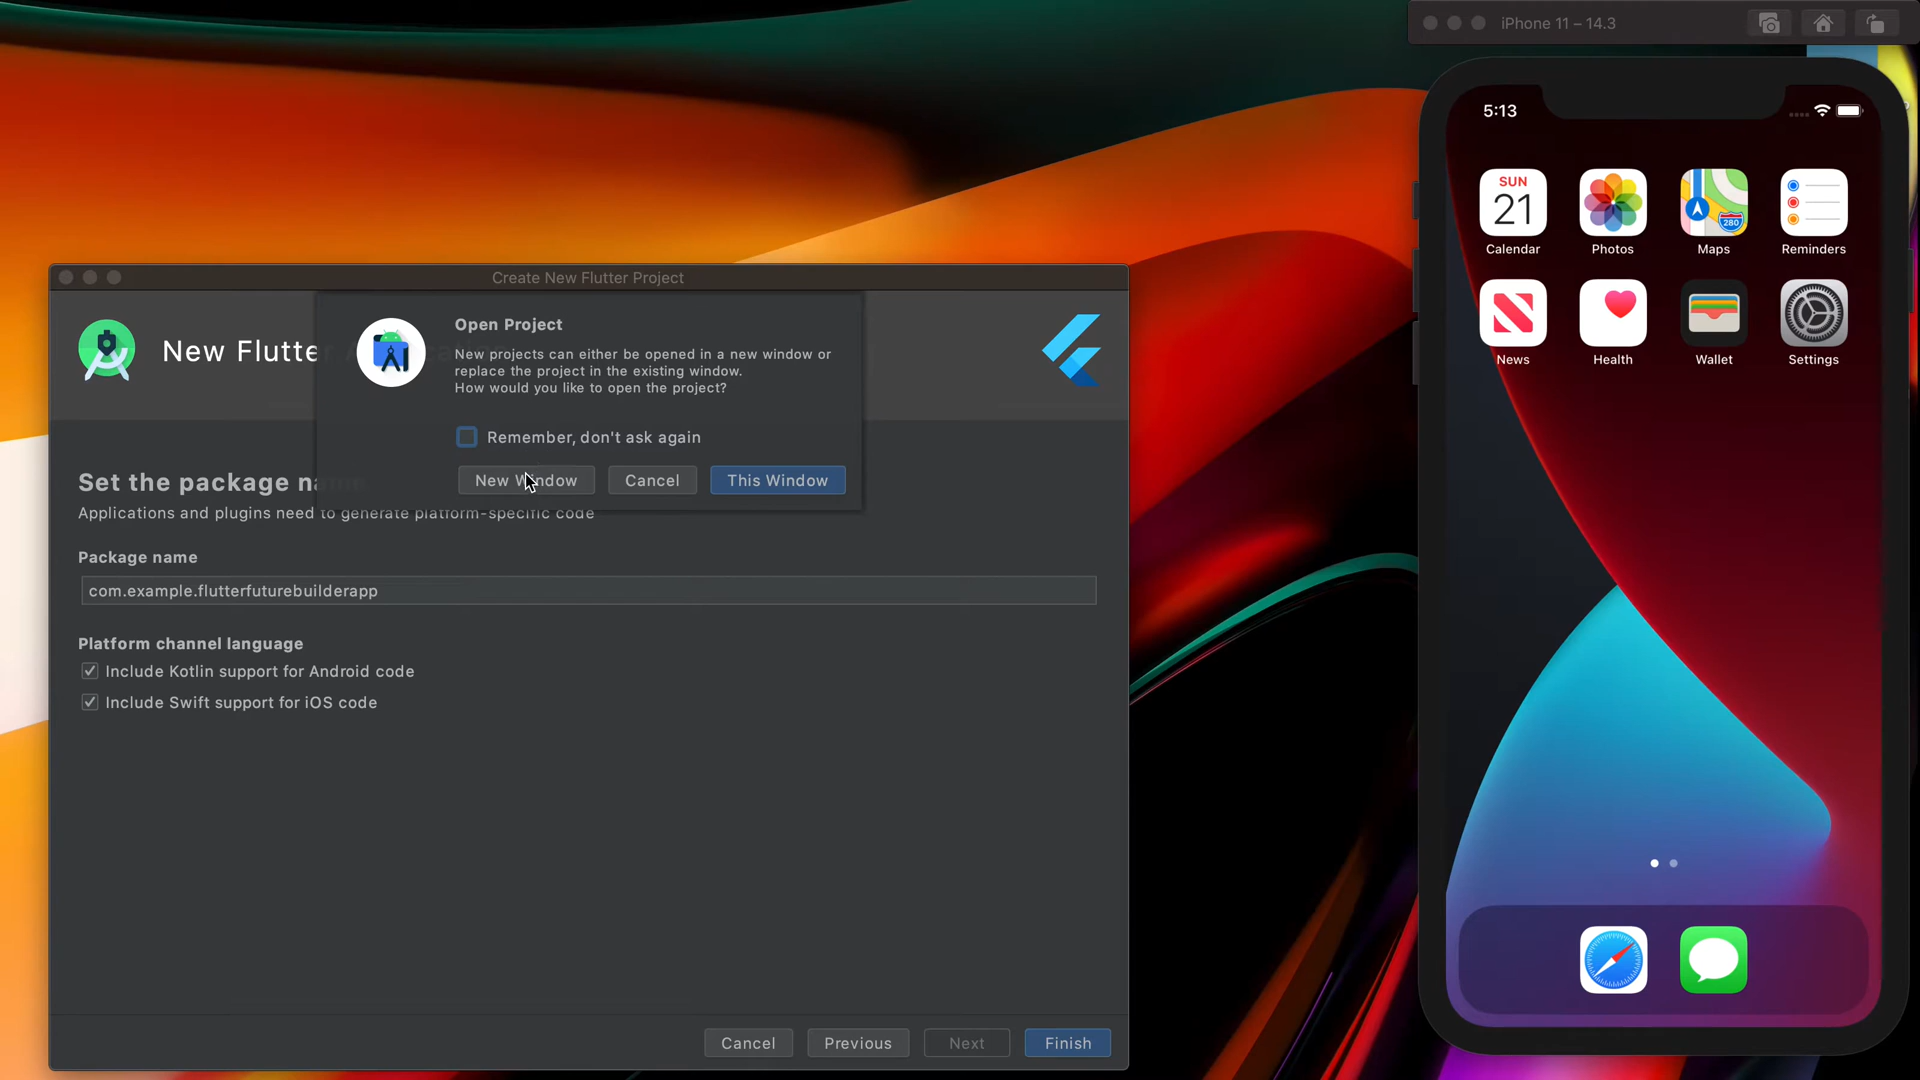 iPhone 11 – 14.3
5:13
SUN
21
280
Calendar
Photos
Maps
Reminders
News
Health
Wallet
Settings
Create New Flutter Project
New Flutte
Open Project
New projects can either be opened in a new window or
replace the project in the existing window.
How would you like to open the project?
Remember, don't ask again
New Window
Cancel
This Window
Set the package name
Applications and plugins need to generate platform-specific code
Package name
com.example.flutterfuturebuilderapp
Platform channel language
Include Kotlin support for Android code
Include Swift support for iOS code
Cancel
Previous
Next
Finish